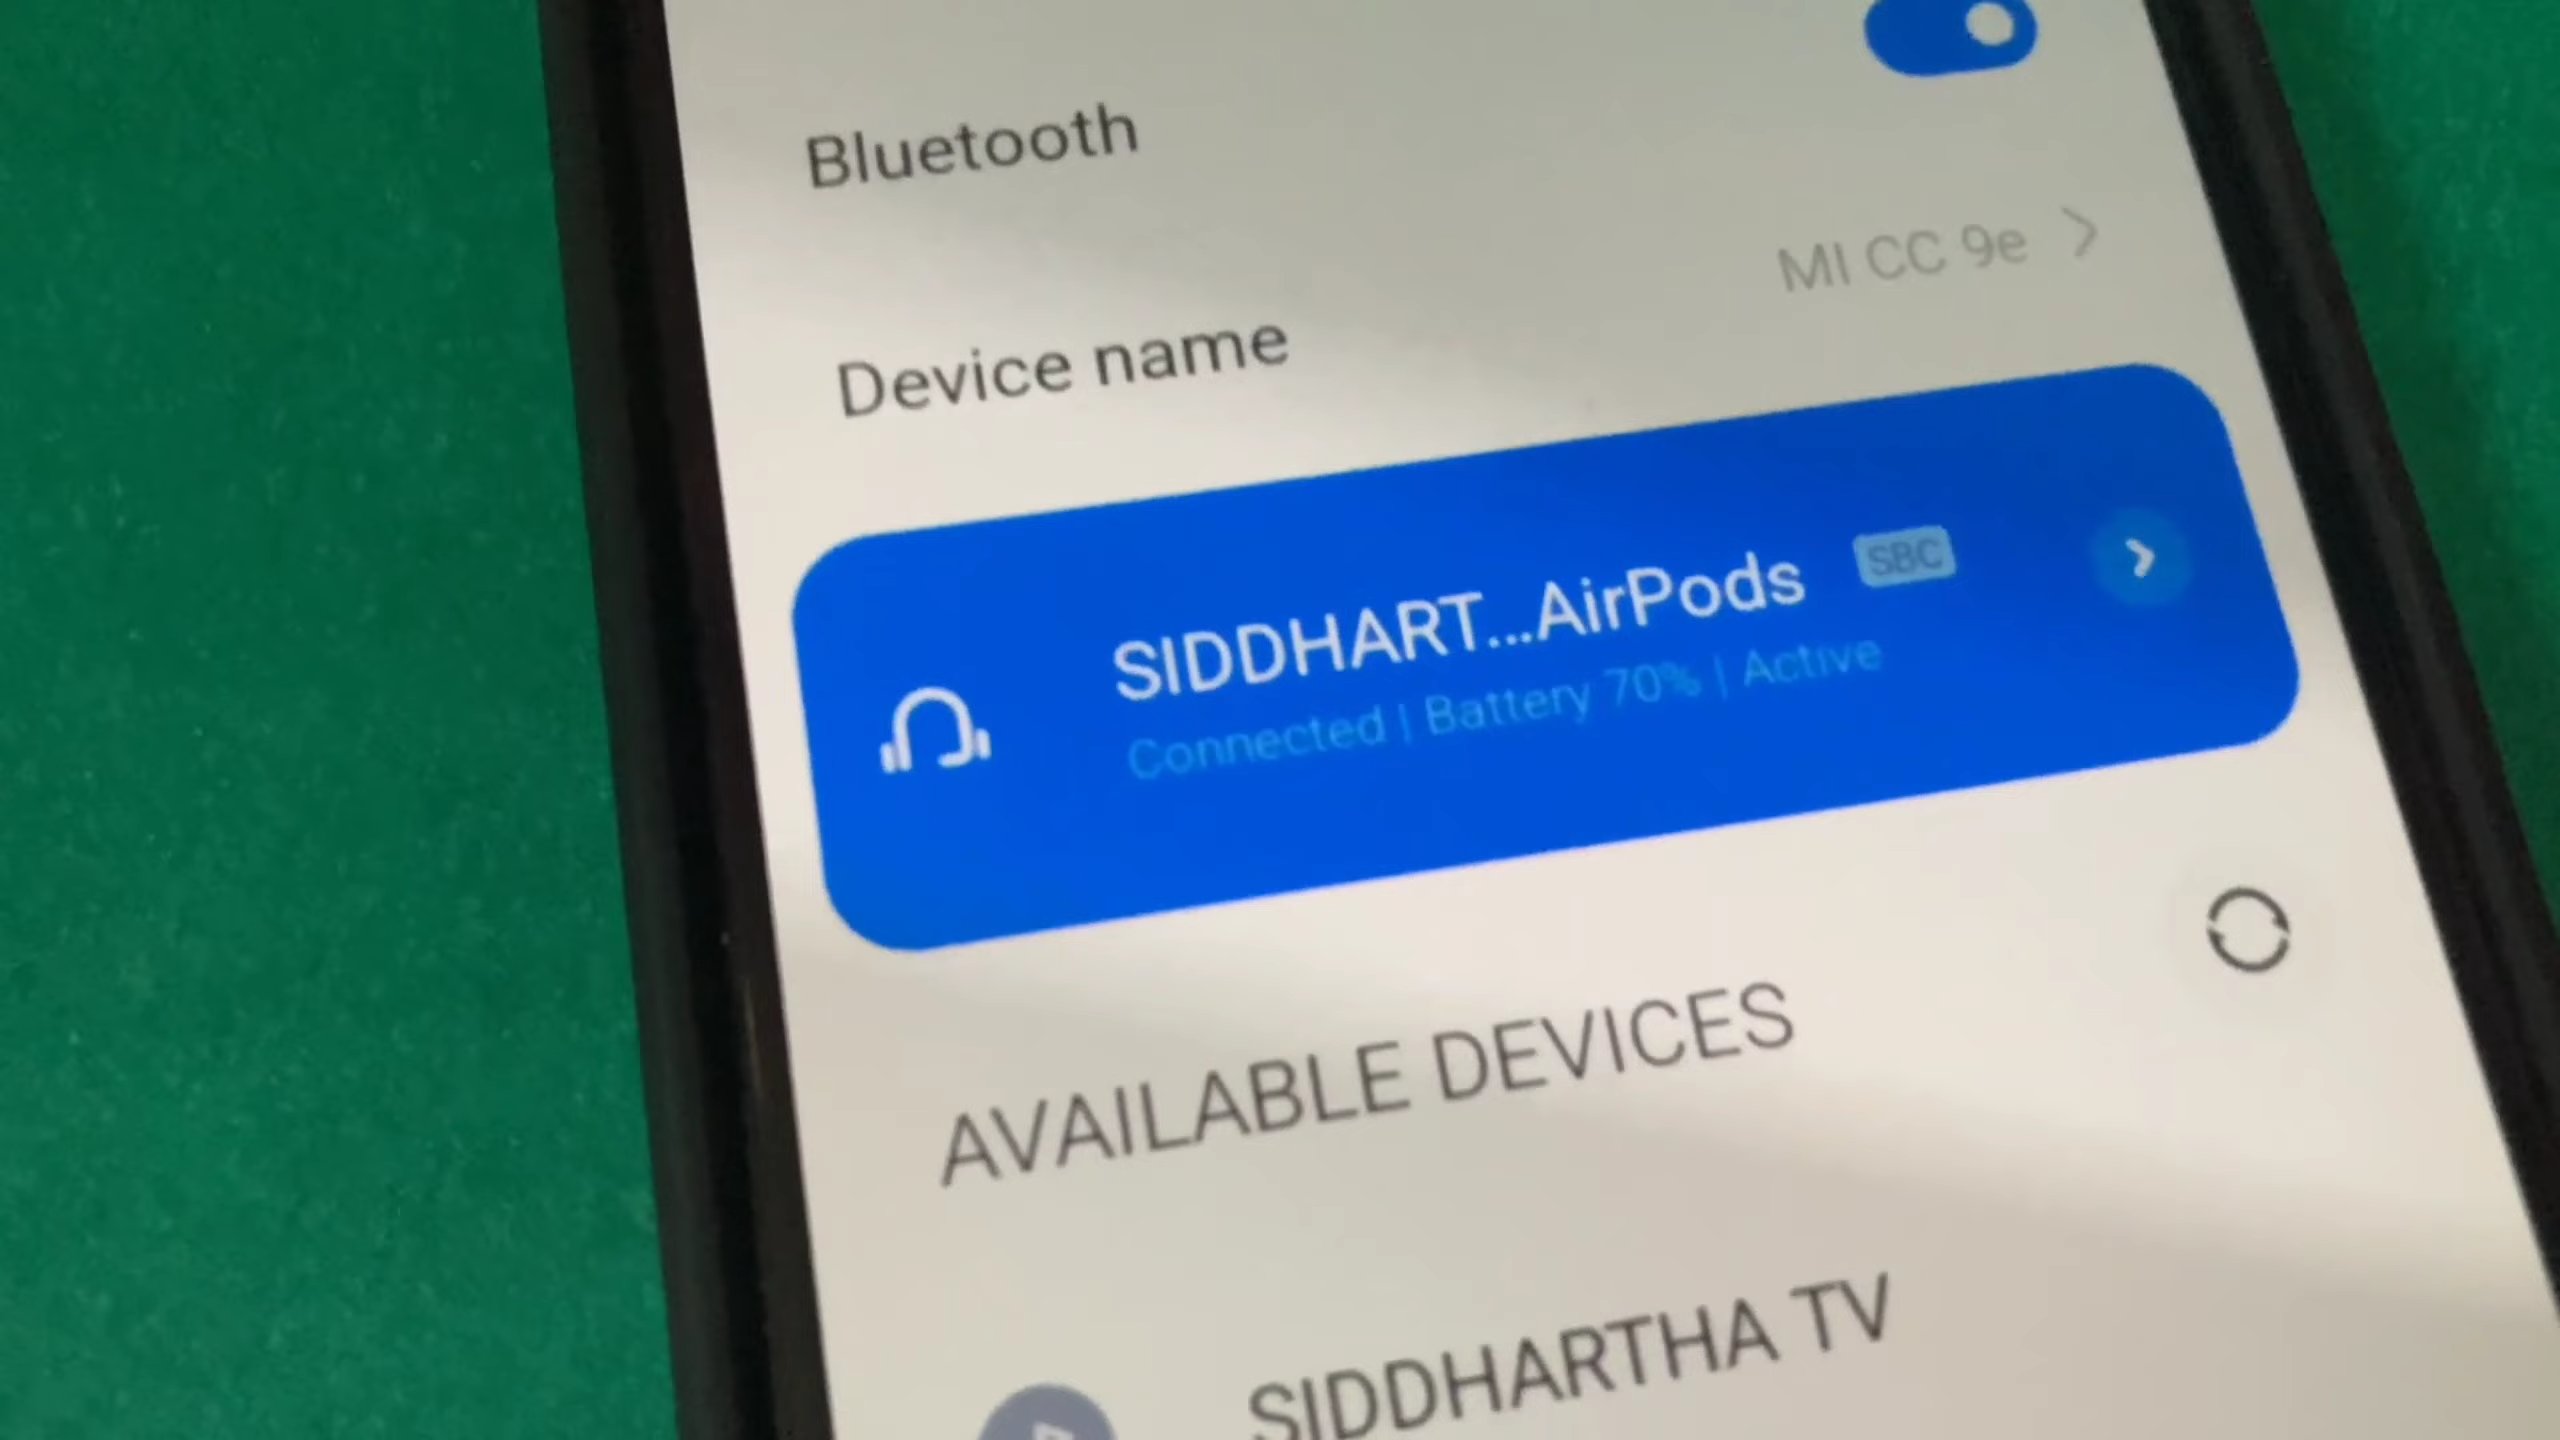 Bluetooth
MI CC 9e
Device name
SIDDHART...AirPods SBC
Connected | Battery 70% | Active
AVAILABLE DEVICES
SIDDHARTHA TV